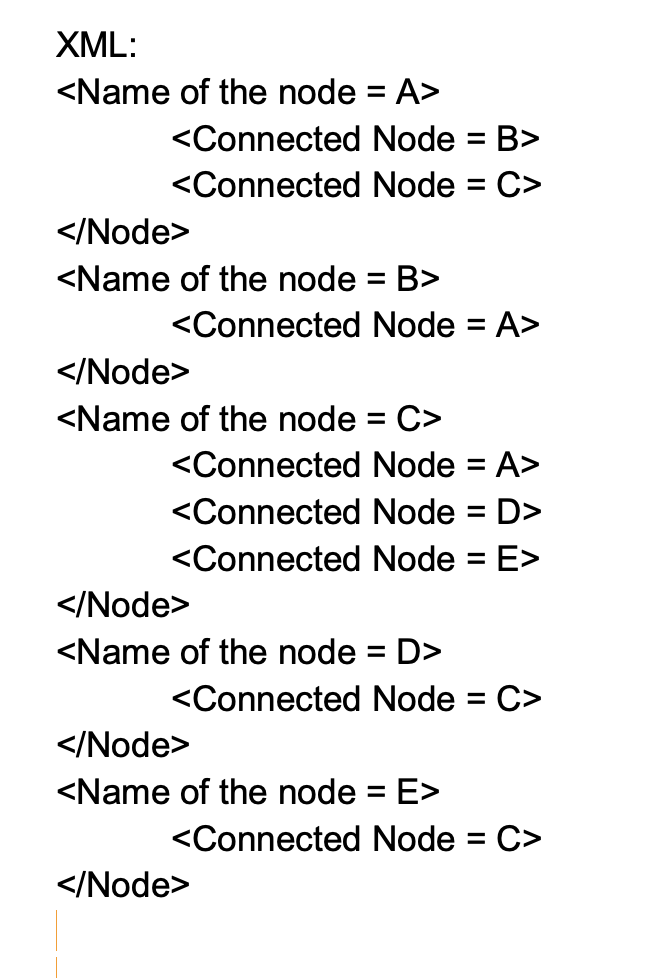 XML:
<Name of the node = A>
<Connected Node = B>
<Connected Node = C>
</Node>
<Name of the node = B>
<Connected Node = A>
</Node>
<Name of the node = C>
<Connected Node = A>
<Connected Node = D>
<Connected Node = E>
</Node>
<Name of the node = D>
<Connected Node = C>
</Node>
<Name of the node = E>
<Connected Node = C>
</Node>